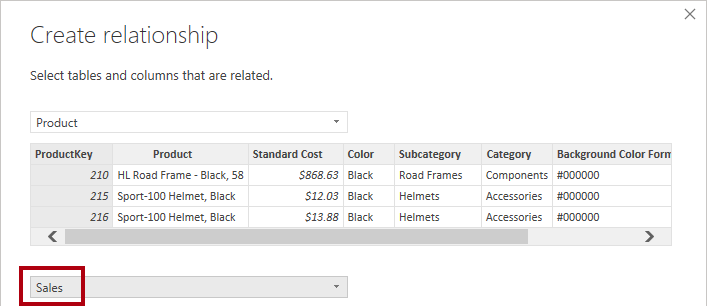 Create relationship
Select tables and columns that are related.
Product
ProductKey Product Standard Cost Color Subcategory Category Background Color Form
210 HL Road Frame - Black, 58 $868.63 Black Road Frames Components #000000
215 Sport-100 Helmet, Black $12.03 Black Helmets Accessories #000000
216 Sport-100 Helmet, Black $13.88 Black Helmets Accessories #000000
Sales